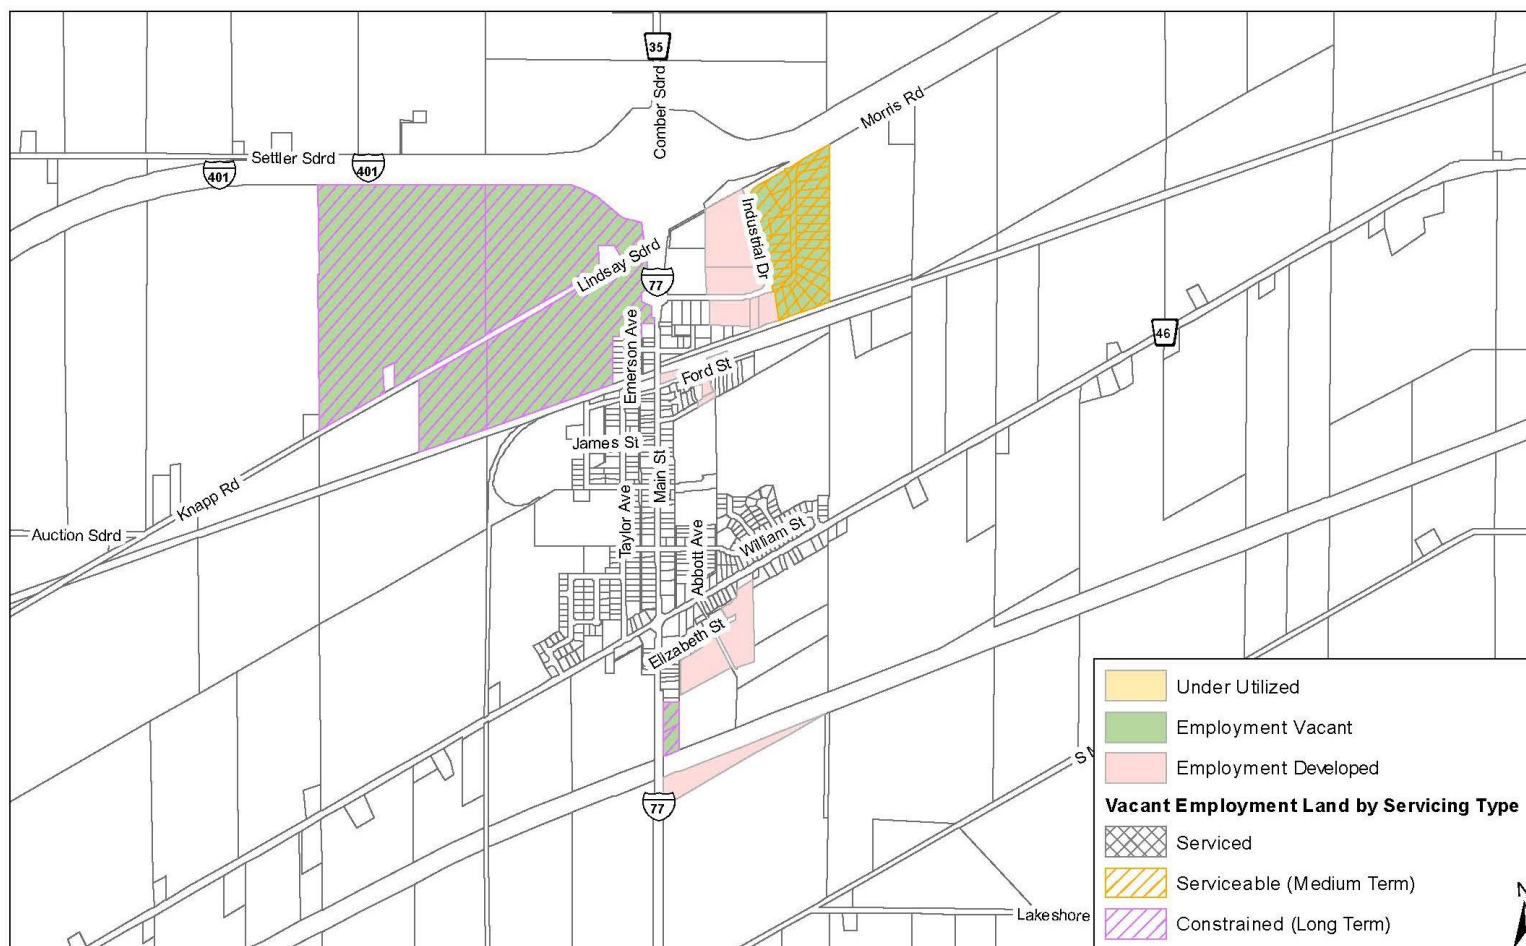 35
Comber Sdrd
Morris Rd
Settler Sdrd
401
401
Industrial Dr
Lindsay Sdrd
77
46
Emerson Ave
Ford St
James St
Main St
Knapp Rd
Taylor Ave
Auction Sdrd
William St
Abbott Ave
Elizabeth St
77
S
Lakeshore
Under Utilized
Employment Vacant
Employment Developed
Vacant Employment Land by Servicing Type
Serviced
Serviceable (Medium Term)
Constrained (Long Term)
N